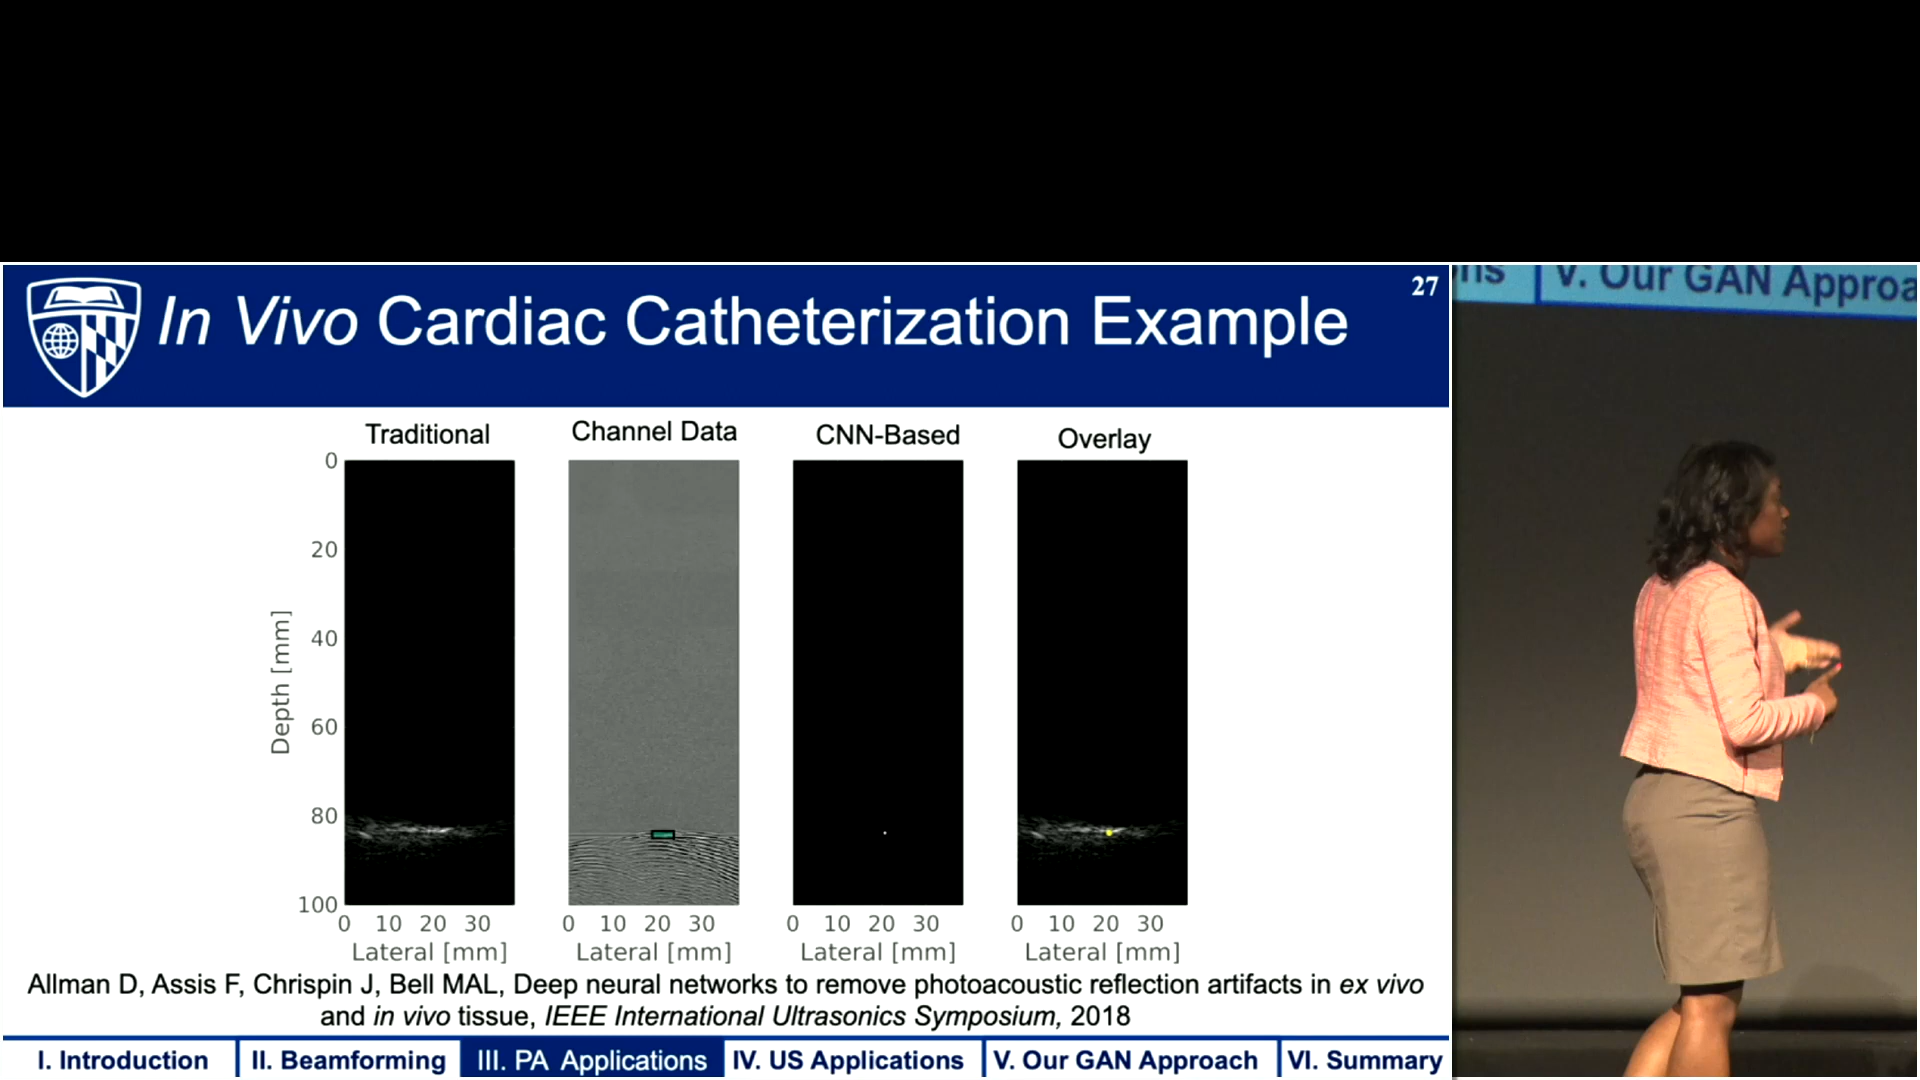 In Vivo Cardiac Catheterization Example
27
V. Our GAN
Traditional
Channel Data
CNN-Based
Overlay
0
20
40
60
80
100
Depth [mm]
0 10 20 30
0 10 20 30
0 10 20 30
0 10 20 30
Lateral [mm]
Lateral [mm]
Lateral [mm]
Lateral [mm]
Allman D, Assis F, Chrispin J, Bell MAL, Deep neural networks to remove photoacoustic reflection artifacts in ex vivo
and in vivo tissue, IEEE International Ultrasonics Symposium, 2018
I. Introduction
II. Beamforming
III. PA Applications
IV. US Applications
V. Our GAN Approach
VI. Summary